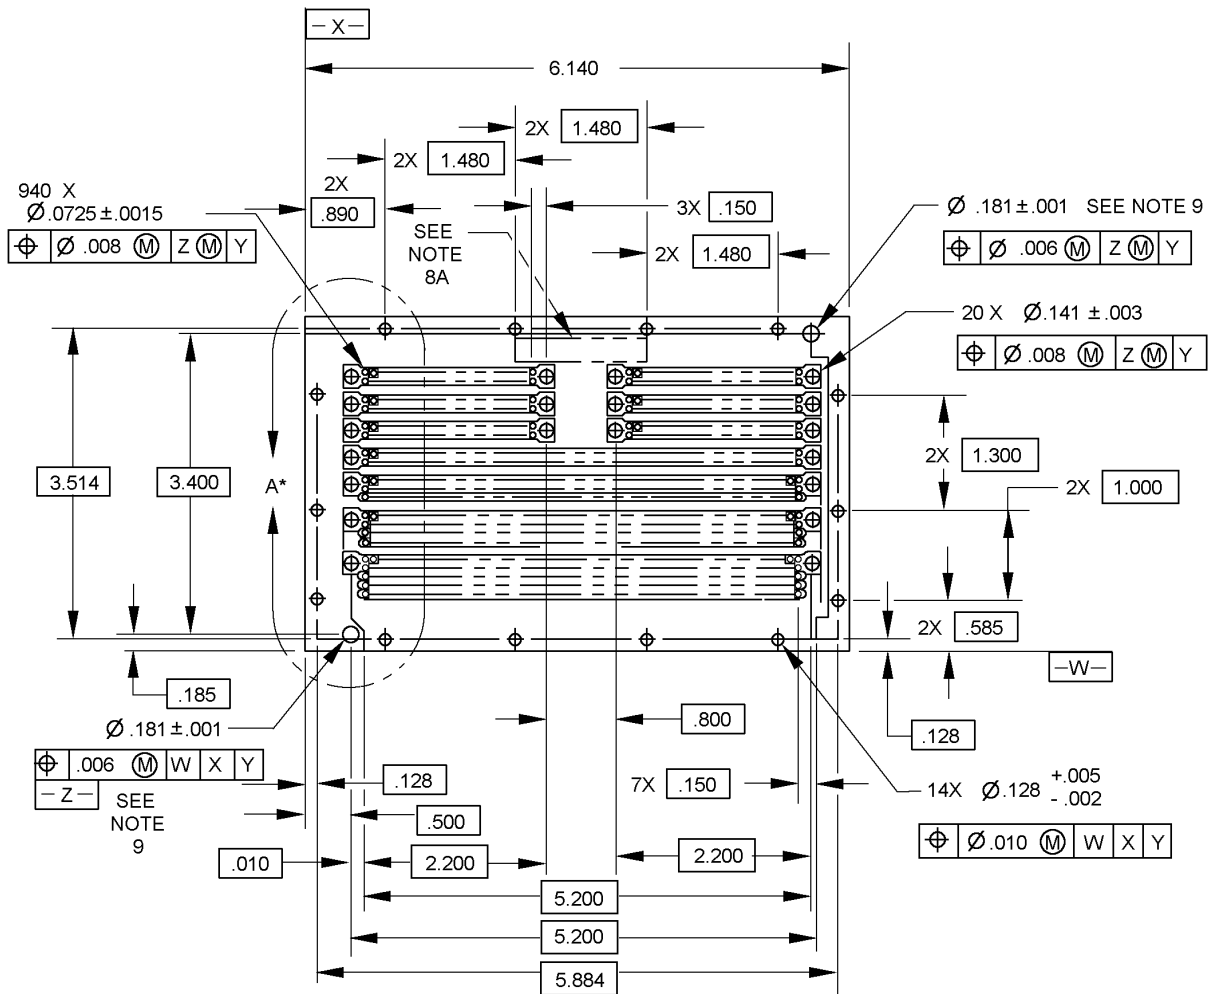 – X –
6.140
2X 1.480
2X 1.480
940 X
Ø .0725 ± .0015
⌖ Ø .008 Ⓜ Z Ⓜ Y
2X
.890
SEE
NOTE
8A
3X .150
2X 1.480
Ø .181 ± .001 SEE NOTE 9
⌖ Ø .006 Ⓜ Z Ⓜ Y
20 X Ø .141 ± .003
⌖ Ø .008 Ⓜ Z Ⓜ Y
3.514
3.400
A*
2X 1.300
2X 1.000
2X .585
– W –
.185
Ø .181 ± .001
⌖ .006 Ⓜ W X Y
– Z –
SEE
NOTE
9
.800
.128
.128
7X .150
14X Ø .128 +.005
- .002
⌖ Ø .010 Ⓜ W X Y
.500
.010
2.200
2.200
5.200
5.200
5.884